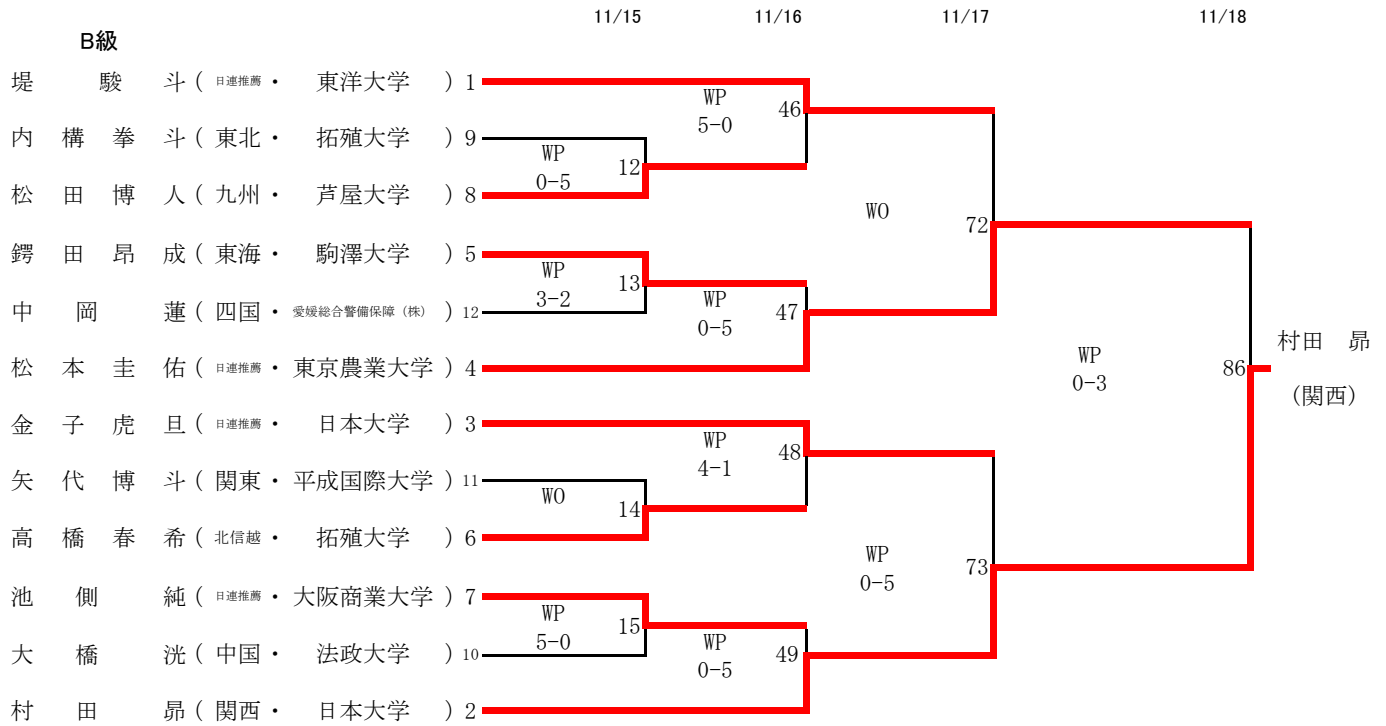 11/15 11/16 11/17 11/18
B級
堤 駿 斗 ( 日連推薦 ・ 東洋大学 ) 1
WP 46
5-0
内 構 拳 斗 ( 東北 ・ 拓殖大学 ) 9
WP 12
0-5
松 田 博 人 ( 九州 ・ 芦屋大学 ) 8
WO 72
鍔 田 昂 成 ( 東海 ・ 駒澤大学 ) 5
WP 13
3-2
WP 47
0-5
中 岡 蓮 ( 四国 ・ 愛媛総合警備保障（株） ) 12
松 本 圭 佑 ( 日連推薦 ・ 東京農業大学 ) 4
WP 86
0-3
村田 昴
(関西)
金 子 虎 旦 ( 日連推薦 ・ 日本大学 ) 3
WP 48
4-1
矢 代 博 斗 ( 関東 ・ 平成国際大学 ) 11
WO 14
高 橋 春 希 ( 北信越 ・ 拓殖大学 ) 6
WP 73
0-5
池 側 純 ( 日連推薦 ・ 大阪商業大学 ) 7
WP 15
5-0
WP 49
0-5
大 橋 洸 ( 中国 ・ 法政大学 ) 10
村 田 昴 ( 関西 ・ 日本大学 ) 2